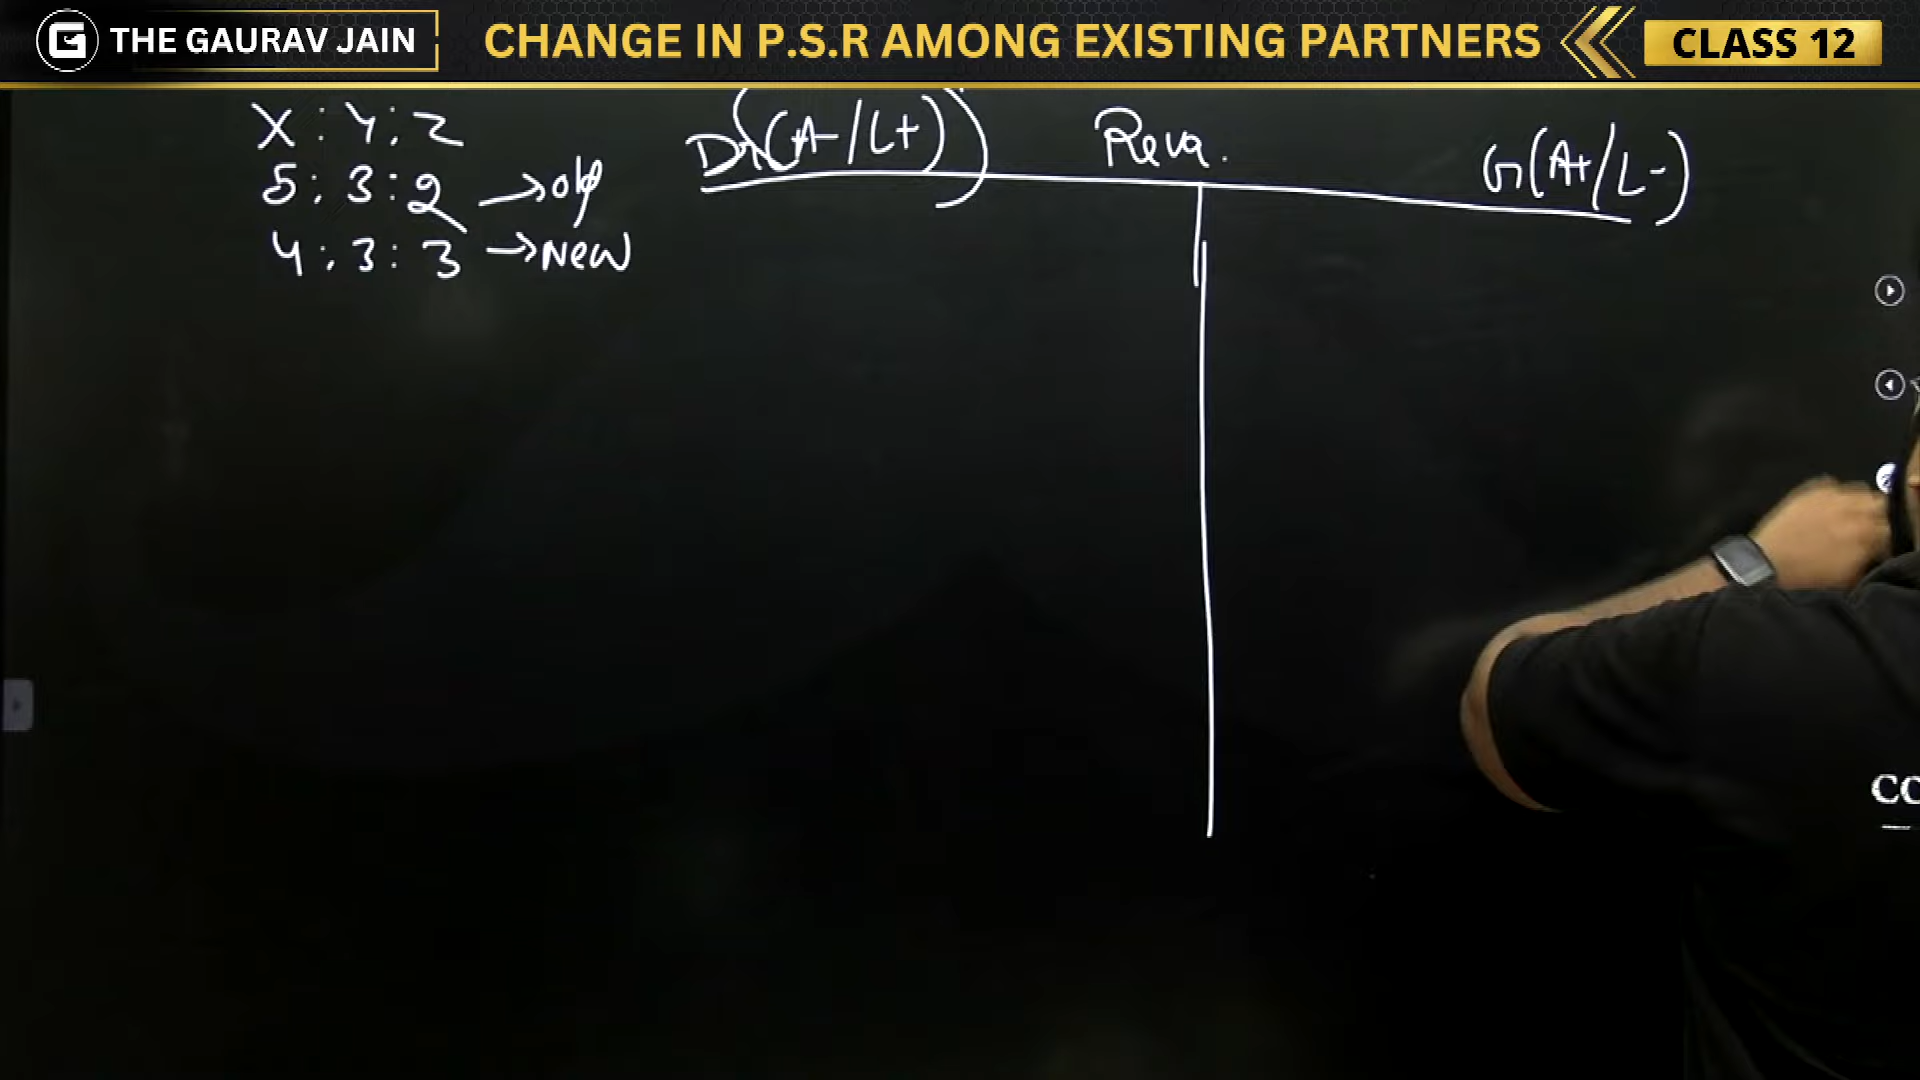 THE GAURAV JAIN
CHANGE IN P.S.R AMONG EXISTING PARTNERS
CLASS 12
X : Y : Z
5 : 3 : 2 → old
4 : 3 : 3 → New
Dr (A-/L+)
Reva.
Cr (A+/L-)